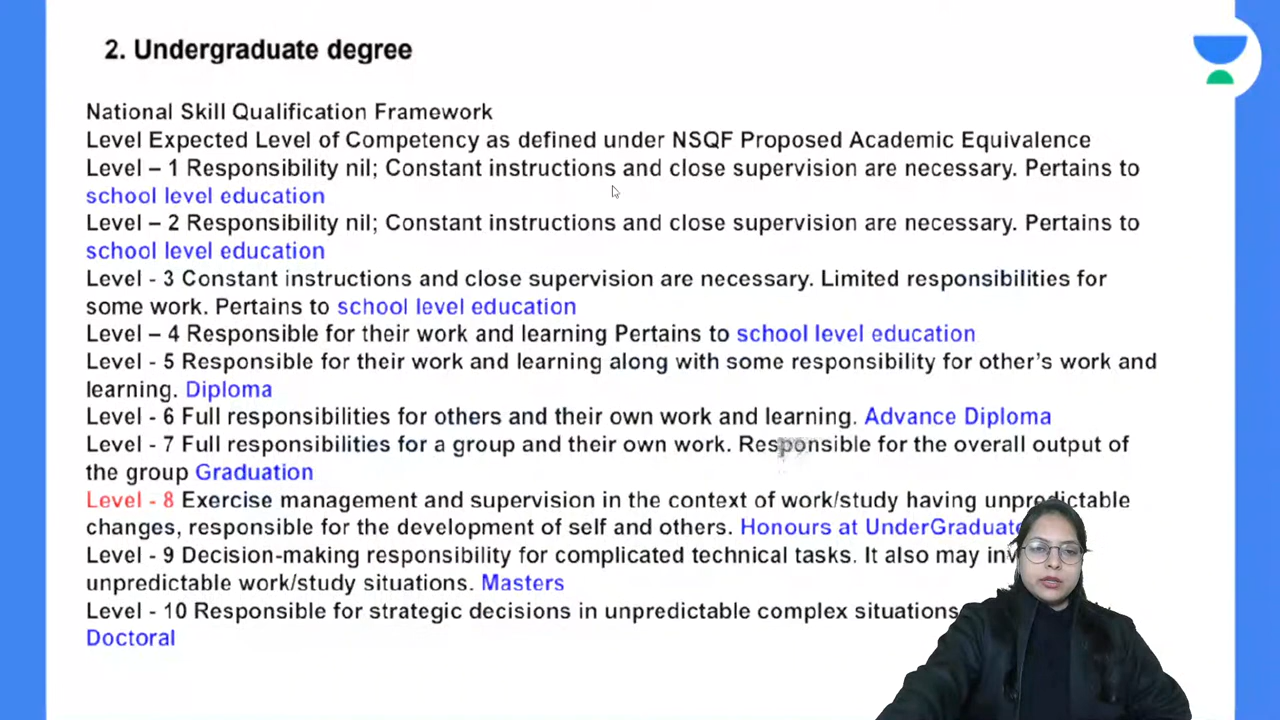 2. Undergraduate degree
National Skill Qualification Framework
Level Expected Level of Competency as defined under NSQF Proposed Academic Equivalence
Level – 1 Responsibility nil; Constant instructions and close supervision are necessary. Pertains to
school level education
Level – 2 Responsibility nil; Constant instructions and close supervision are necessary. Pertains to
school level education
Level - 3 Constant instructions and close supervision are necessary. Limited responsibilities for
some work. Pertains to school level education
Level – 4 Responsible for their work and learning Pertains to school level education
Level - 5 Responsible for their work and learning along with some responsibility for other's work and
learning. Diploma
Level - 6 Full responsibilities for others and their own work and learning. Advance Diploma
Level - 7 Full responsibilities for a group and their own work. Responsible for the overall output of
the group Graduation
Level - 8 Exercise management and supervision in the context of work/study having unpredictable
changes, responsible for the development of self and others. Honours at UnderGraduate
Level - 9 Decision-making responsibility for complicated technical tasks. It also may
unpredictable work/study situations. Masters
Level - 10 Responsible for strategic decisions in unpredictable complex situations
Doctoral